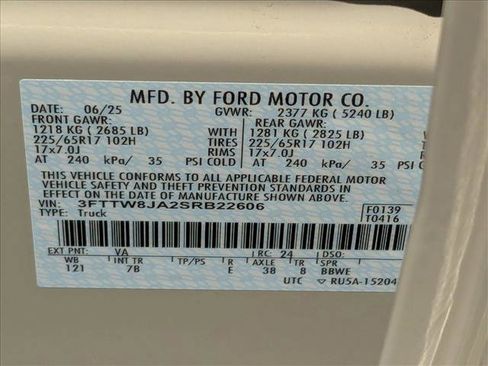 MFD. BY FORD MOTOR CO.
DATE: 06/25 GVWR: 2377 KG ( 5240 LB)
FRONT GAWR: REAR GAWR:
1218 KG ( 2685 LB) WITH 1281 KG ( 2825 LB) WITH
225/65R17 102H TIRES 225/65R17 102H TIRES
17x7.0J RIMS 17x7.0J
AT 240 kPa/ 35 PSI COLD AT 240 kPa/ 35
THIS VEHICLE CONFORMS TO ALL APPLICABLE FEDERAL MOTOR
VEHICLE SAFETY AND THEFT PREVENTION STANDARDS
IN EFFECT ON THE DATE OF MANUFACTURE SHOWN ABOVE.
VIN: 3FTTW8JA2SRB22606
TYPE: Truck
F0139
T0416
EXT PNT: VA RC: 24 DSO:
WB INT TR TP/PS R AXLE TR SPR
121 7B E 38 8 BBWE
UTC ▽ RU5A-15204